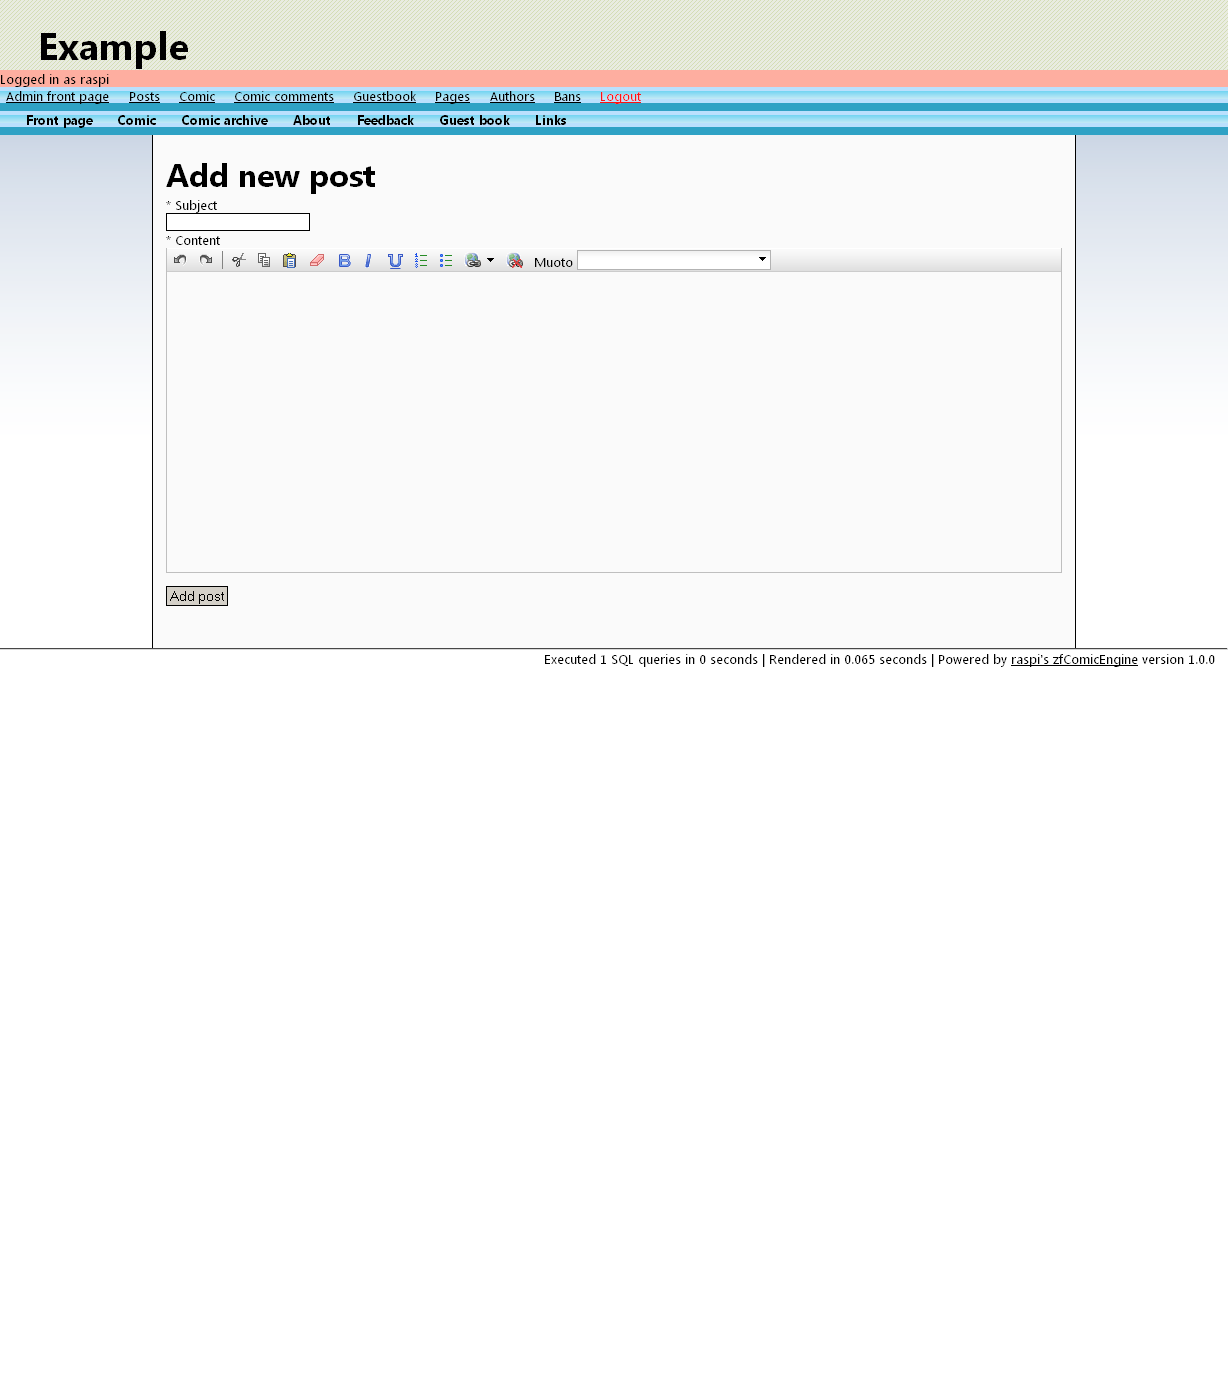 Example
Logged in as raspi
Admin front page Posts Comic Comic comments Guestbook Pages Authors Bans Logout
Front page Comic Comic archive About Feedback Guest book Links
Add new post
* Subject
* Content
Muoto
Add post
Executed 1 SQL queries in 0 seconds | Rendered in 0.065 seconds | Powered by raspi's zfComicEngine version 1.0.0